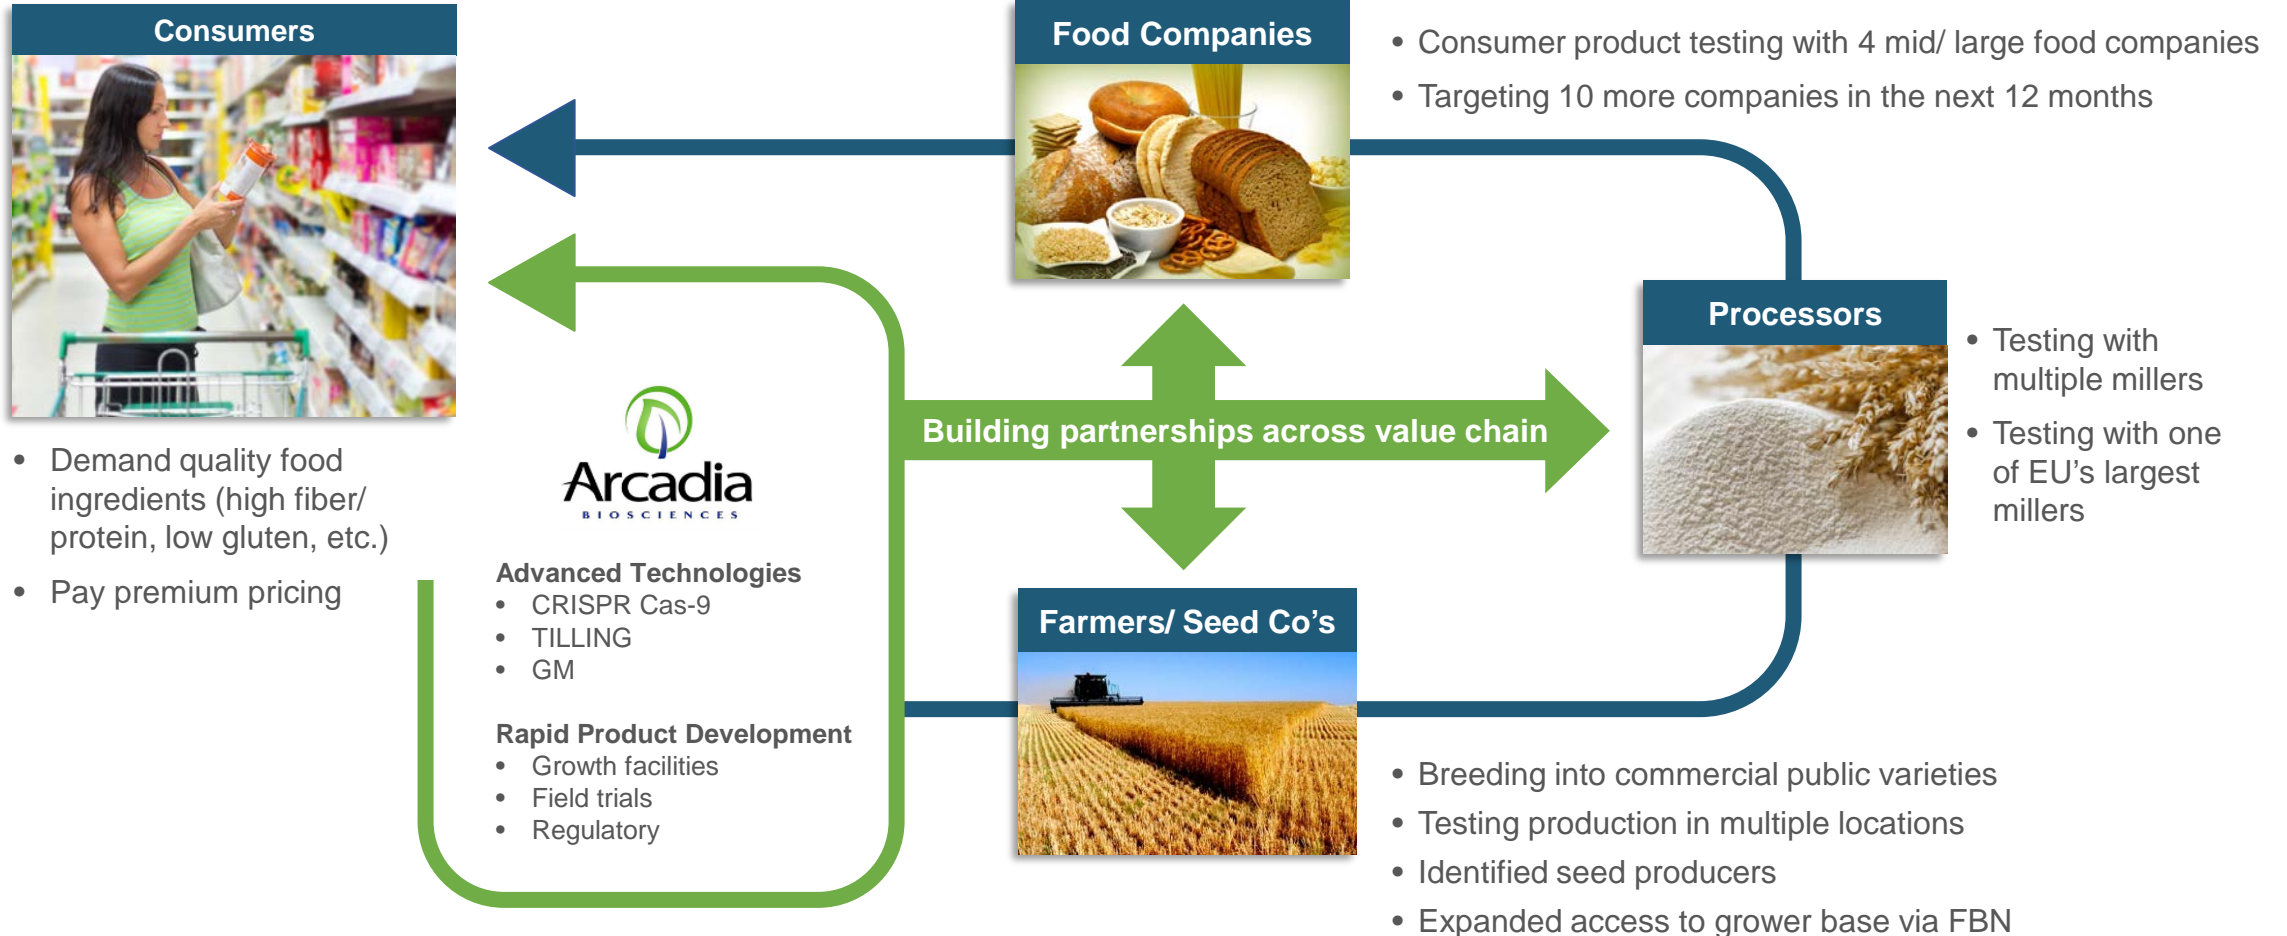 Consumers
• Demand quality food
ingredients (high fiber/
protein, low gluten, etc.)
• Pay premium pricing
Arcadia
BIOSCIENCES
Advanced Technologies
• CRISPR Cas-9
• TILLING
• GM
Rapid Product Development
• Growth facilities
• Field trials
• Regulatory
Food Companies
• Consumer product testing with 4 mid/ large food companies
• Targeting 10 more companies in the next 12 months
Building partnerships across value chain
Processors
• Testing with
multiple millers
• Testing with one
of EU’s largest
millers
Farmers/ Seed Co’s
• Breeding into commercial public varieties
• Testing production in multiple locations
• Identified seed producers
• Expanded access to grower base via FBN